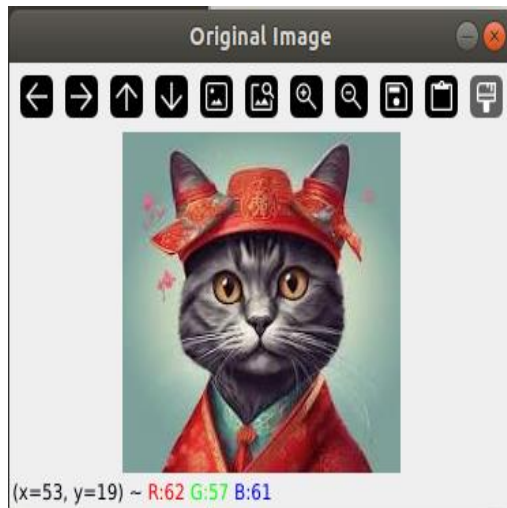 Original Image
(x=53, y=19) ~ R:62 G:57 B:61